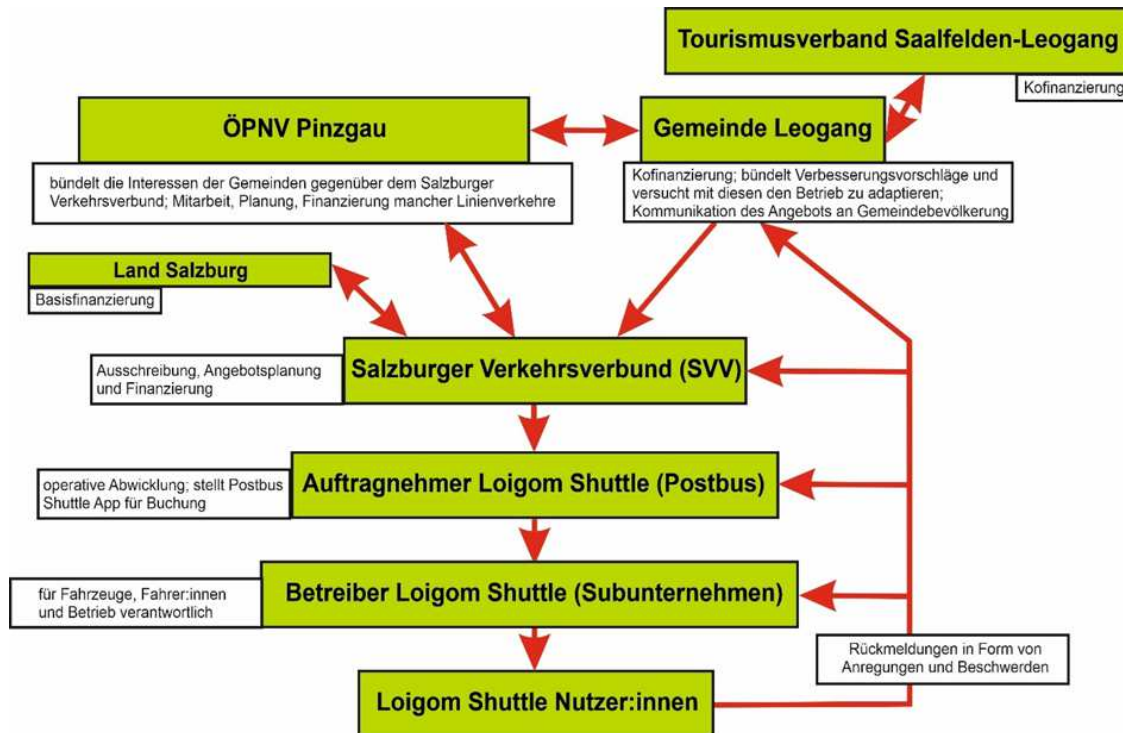 Tourismusverband Saalfelden-Leogang
Kofinanzierung
ÖPNV Pinzgau
bündelt die Interessen der Gemeinden gegenüber dem Salzburger
Verkehrsverbund; Mitarbeit, Planung, Finanzierung mancher Linienverkehre
Gemeinde Leogang
Kofinanzierung; bündelt Verbesserungsvorschläge und
versucht mit diesen den Betrieb zu adaptieren;
Kommunikation des Angebots an Gemeindebevölkerung
Land Salzburg
Basisfinanzierung
Salzburger Verkehrsverbund (SVV)
Ausschreibung, Angebotsplanung
und Finanzierung
Auftragnehmer Loigom Shuttle (Postbus)
operative Abwicklung; stellt Postbus
Shuttle App für Buchung
Betreiber Loigom Shuttle (Subunternehmen)
für Fahrzeuge, Fahrer:innen
und Betrieb verantwortlich
Rückmeldungen in Form von
Anregungen und Beschwerden
Loigom Shuttle Nutzer:innen